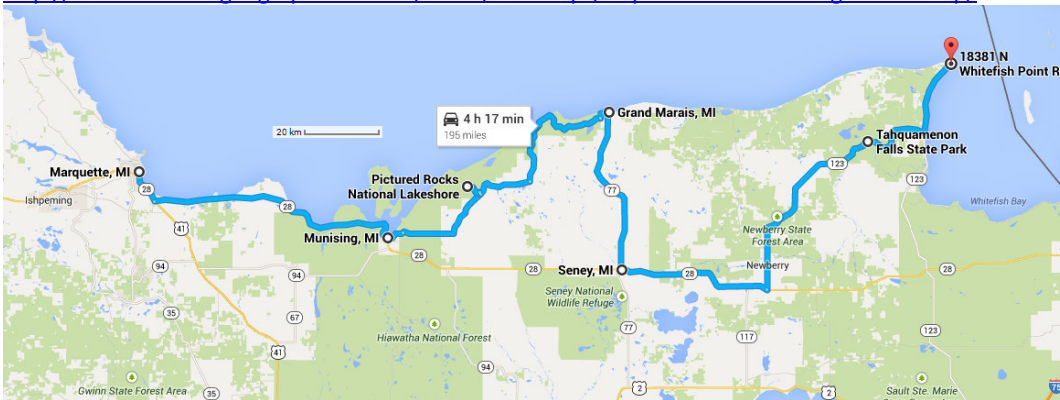 18381 N
Whitefish Point R
4 h 17 min
195 miles
Grand Marais, MI
20 km
Tahquamenon
Falls State Park
Marquette, MI
28
Ishpeming
Pictured Rocks
National Lakeshore
123
77
123
28
41
Whitefish Bay
Newberry State
Forest Area
Munising, MI
28
28
Seney, MI
28
Newberry
28
94
94
Seney National
Wildlife Refuge
35
67
77
117
123
Hiawatha National Forest
41
94
35
2
2
Gwinn State Forest Area
Sault Ste. Marie
75